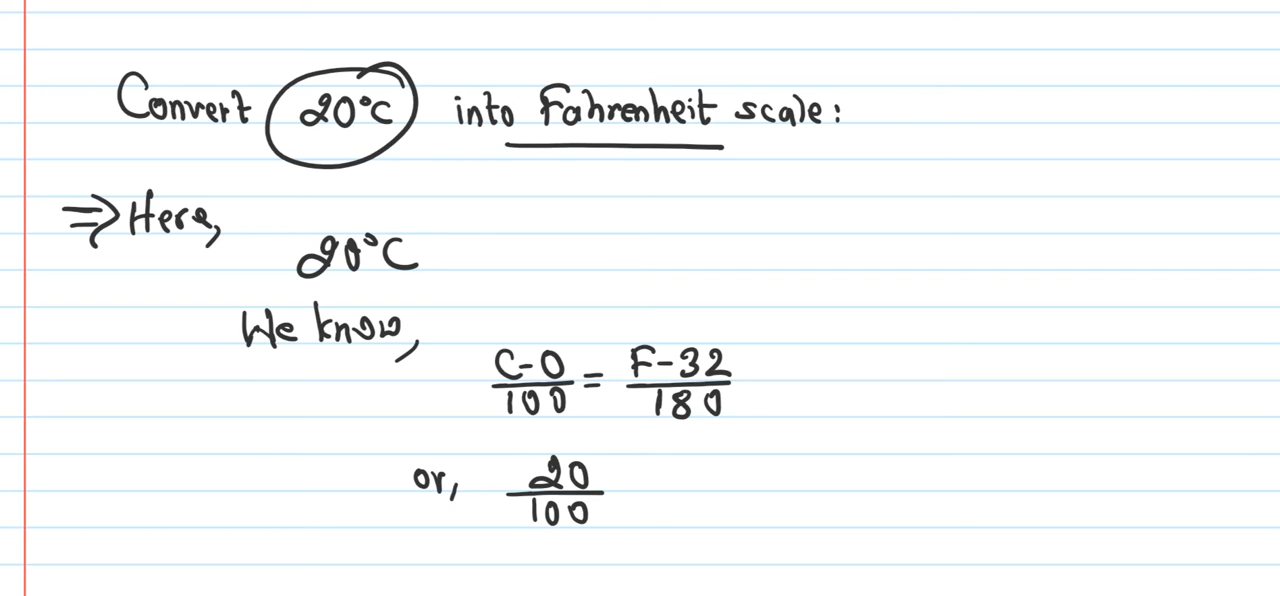 Convert 20°C into Fahrenheit scale:
⇒ Here,
20°C
We know,
C-0/100 = F-32/180
or, 20/100